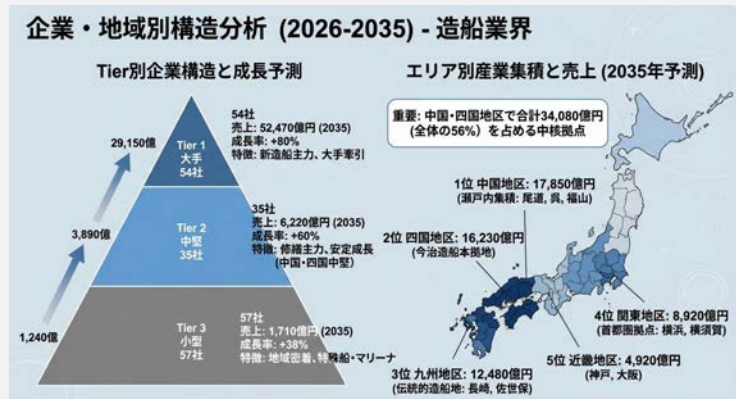 企業・地域別構造分析 (2026-2035) - 造船業界
Tier別企業構造と成長予測
29,150億
3,890億
1,240億
Tier 1
大手
54社
54社
売上: 52,470億円 (2035)
成長率: +80%
特徴: 新造船主力、大手牽引
Tier 2
中堅
35社
35社
売上: 6,220億円 (2035)
成長率: +60%
特徴: 修繕主力、安定成長
(中国・四国中堅)
Tier 3
小型
57社
57社
売上: 1,710億円 (2035)
成長率: +38%
特徴: 地域密着、特殊船・マリーナ
エリア別産業集積と売上 (2035年予測)
重要: 中国・四国地区で合計34,080億円
(全体の56%) を占める中核拠点
1位 中国地区: 17,850億円
(瀬戸内集積: 尾道, 呉, 福山)
2位 四国地区: 16,230億円
(今治造船本拠地)
4位 関東地区: 8,920億円
(首都圏拠点: 横浜, 横須賀)
5位 近畿地区: 4,920億円
(神戸, 大阪)
3位 九州地区: 12,480億円
(伝統的造船地: 長崎, 佐世保)